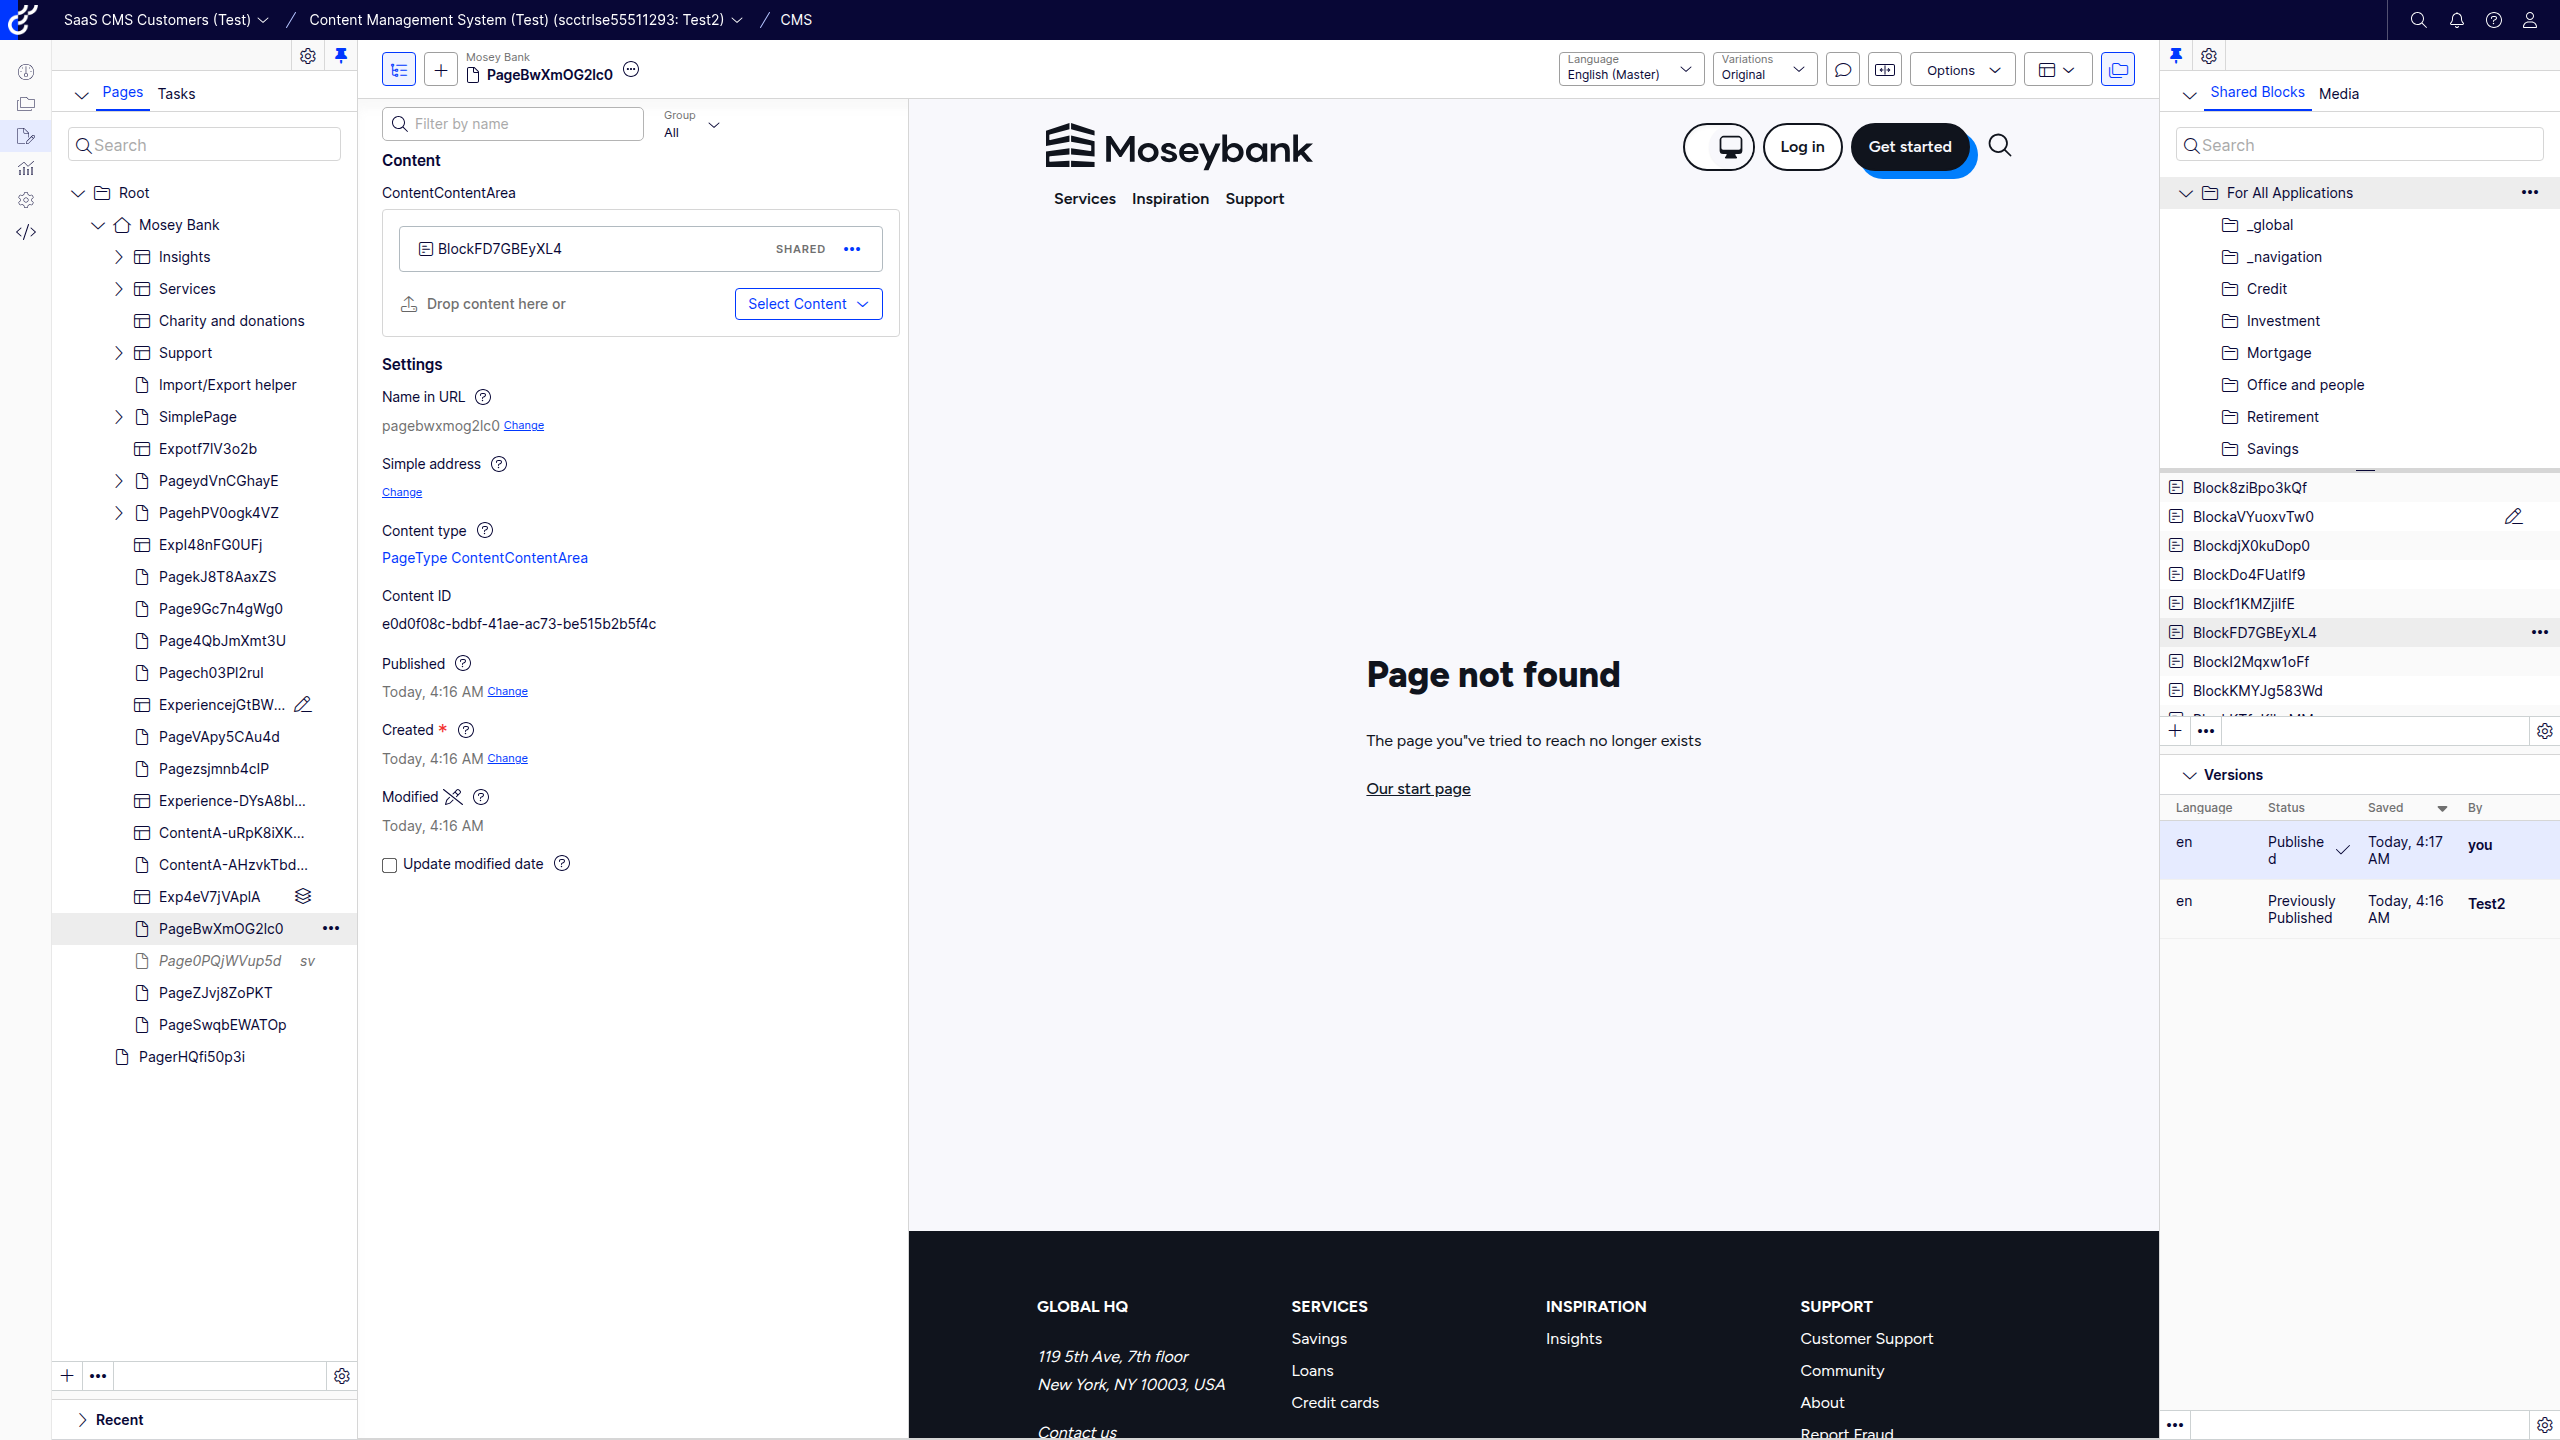 SaaS CMS Customers (Test) / Content Management System (Test) (scctrlse55511293: Test2) / CMS
Pages Tasks
Search
Root
Mosey Bank
Insights
Services
Charity and donations
Support
Import/Export helper
SimplePage
Expotf7lV3o2b
PageydVnCGhayE
PagehPV0ogk4VZ
Expl48nFG0UFj
PagekJ8T8AaxZS
Page9Gc7n4gWg0
Page4QbJmXmt3U
Pagech03Pl2rul
ExperiencejGtBW...
PageVApy5CAu4d
Pagezsjmnb4clP
Experience-DYsA8bl...
ContentA-uRpK8iXK...
ContentA-AHzvkTbd...
Exp4eV7jVAplA
PageBwXmOG2lc0
Page0PQjWVup5d sv
PageZJvj8ZoPKT
PageSwqbEWATOp
PagerHQfi50p3i
Recent
Mosey Bank
PageBwXmOG2lc0
Language
English (Master)
Variations
Original
Options
Filter by name
Group
All
Content
ContentContentArea
BlockFD7GBEyXL4 SHARED
Drop content here or Select Content
Settings
Name in URL
pagebwxmog2lc0 Change
Simple address
Change
Content type
PageType ContentContentArea
Content ID
e0d0f08c-bdbf-41ae-ac73-be515b2b5f4c
Published
Today, 4:16 AM Change
Created *
Today, 4:16 AM Change
Modified
Today, 4:16 AM
Update modified date
Moseybank
Log in
Get started
Services Inspiration Support
Page not found
The page you"ve tried to reach no longer exists
Our start page
GLOBAL HQ
119 5th Ave, 7th floor
New York, NY 10003, USA
Contact us
SERVICES
Savings
Loans
Credit cards
INSPIRATION
Insights
SUPPORT
Customer Support
Community
About
Report Fraud
Shared Blocks Media
Search
For All Applications
_global
_navigation
Credit
Investment
Mortgage
Office and people
Retirement
Savings
Block8ziBpo3kQf
BlockaVYuoxvTw0
BlockdjX0kuDop0
BlockDo4FUatlf9
Blockf1KMZjilfE
BlockFD7GBEyXL4
Blockl2Mqxw1oFf
BlockKMYJg583Wd
Versions
Language Status Saved By
en Publishe Today, 4:17 you
d AM
en Previously Today, 4:16 Test2
Published AM